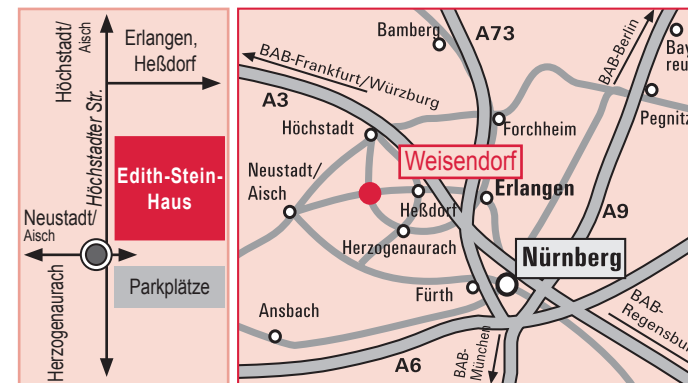 Höchstadt/
Aisch
Erlangen,
Heßdorf
Höchstadter Str.
Edith-Stein-
Haus
Neustadt/
Aisch
Parkplätze
Herzogenaurach
Bamberg
A73
BAB-Berlin
BAB-Frankfurt/Würzburg
A3
Pegnitz
Höchstadt
Forchheim
Weisendorf
Neustadt/
Aisch
Heßdorf
Erlangen
A9
Herzogenaurach
Nürnberg
Fürth
BAB-
Regensbu
Ansbach
A6
BAB-
München
Bay
reu